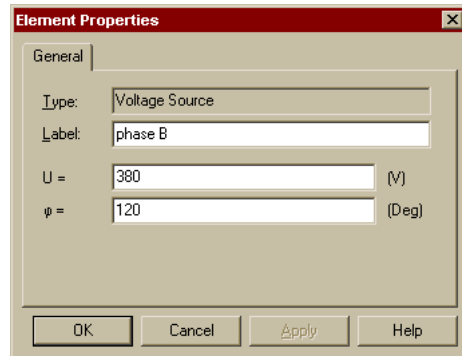 Element Properties
General
Type: Voltage Source
Label: phase B
U = 380 (V)
φ = 120 (Deg)
OK Cancel Apply Help